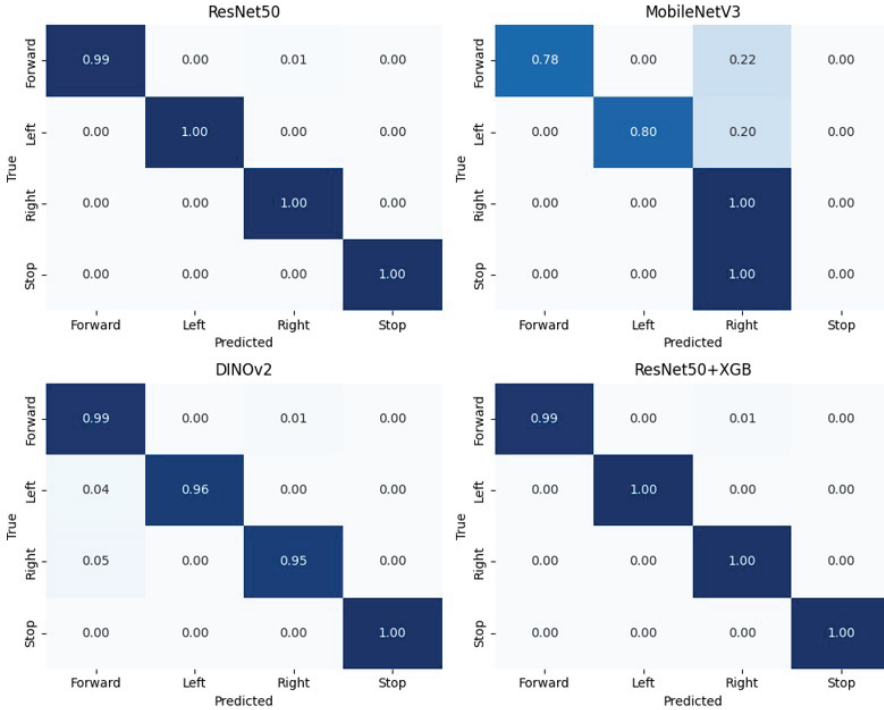 ResNet50
True
Forward 0.99 0.00 0.01 0.00
Left 0.00 1.00 0.00 0.00
Right 0.00 0.00 1.00 0.00
Stop 0.00 0.00 0.00 1.00
Forward Left Right Stop
Predicted
MobileNetV3
True
Forward 0.78 0.00 0.22 0.00
Left 0.00 0.80 0.20 0.00
Right 0.00 0.00 1.00 0.00
Stop 0.00 0.00 1.00 0.00
Forward Left Right Stop
Predicted
DINOv2
True
Forward 0.99 0.00 0.01 0.00
Left 0.04 0.96 0.00 0.00
Right 0.05 0.00 0.95 0.00
Stop 0.00 0.00 0.00 1.00
Forward Left Right Stop
Predicted
ResNet50+XGB
True
Forward 0.99 0.00 0.01 0.00
Left 0.00 1.00 0.00 0.00
Right 0.00 0.00 1.00 0.00
Stop 0.00 0.00 0.00 1.00
Forward Left Right Stop
Predicted